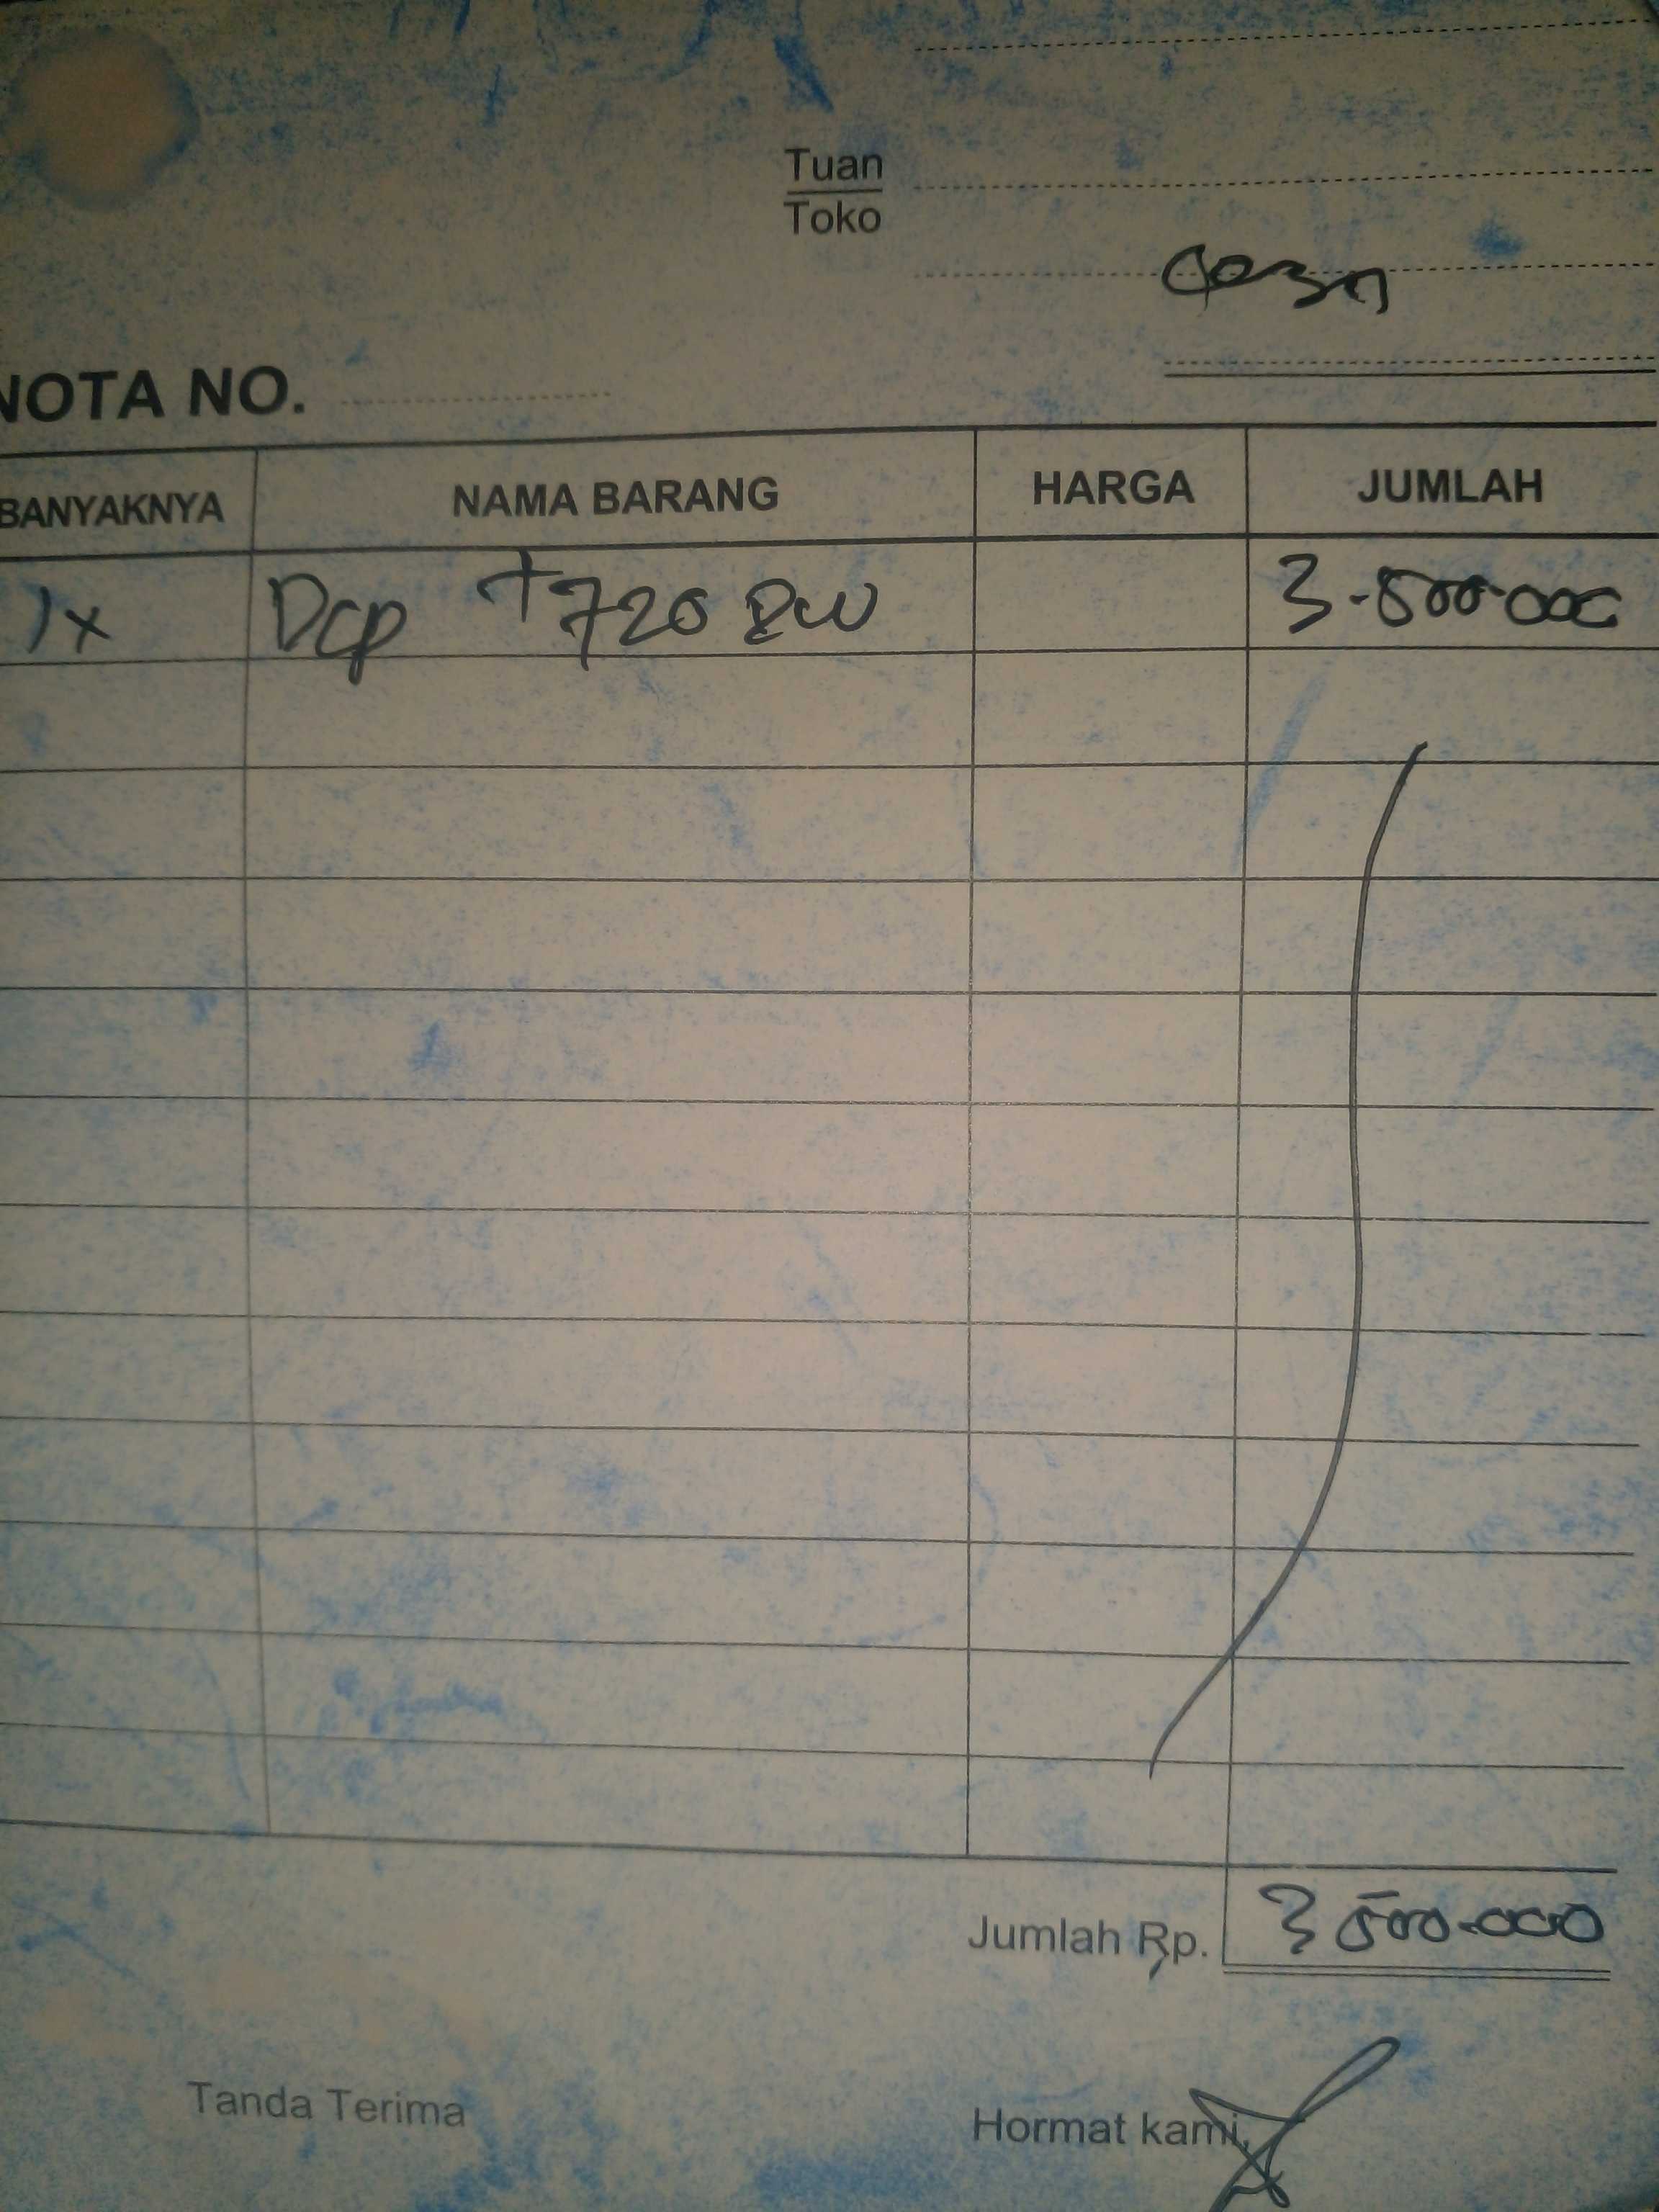 Tuan
Toko
NOTA NO.
BANYAKNYA NAMA BARANG HARGA JUMLAH
1x Dcp T720 DW 3.500.000
Jumlah Rp. 3500.000
Tanda Terima Hormat kami,